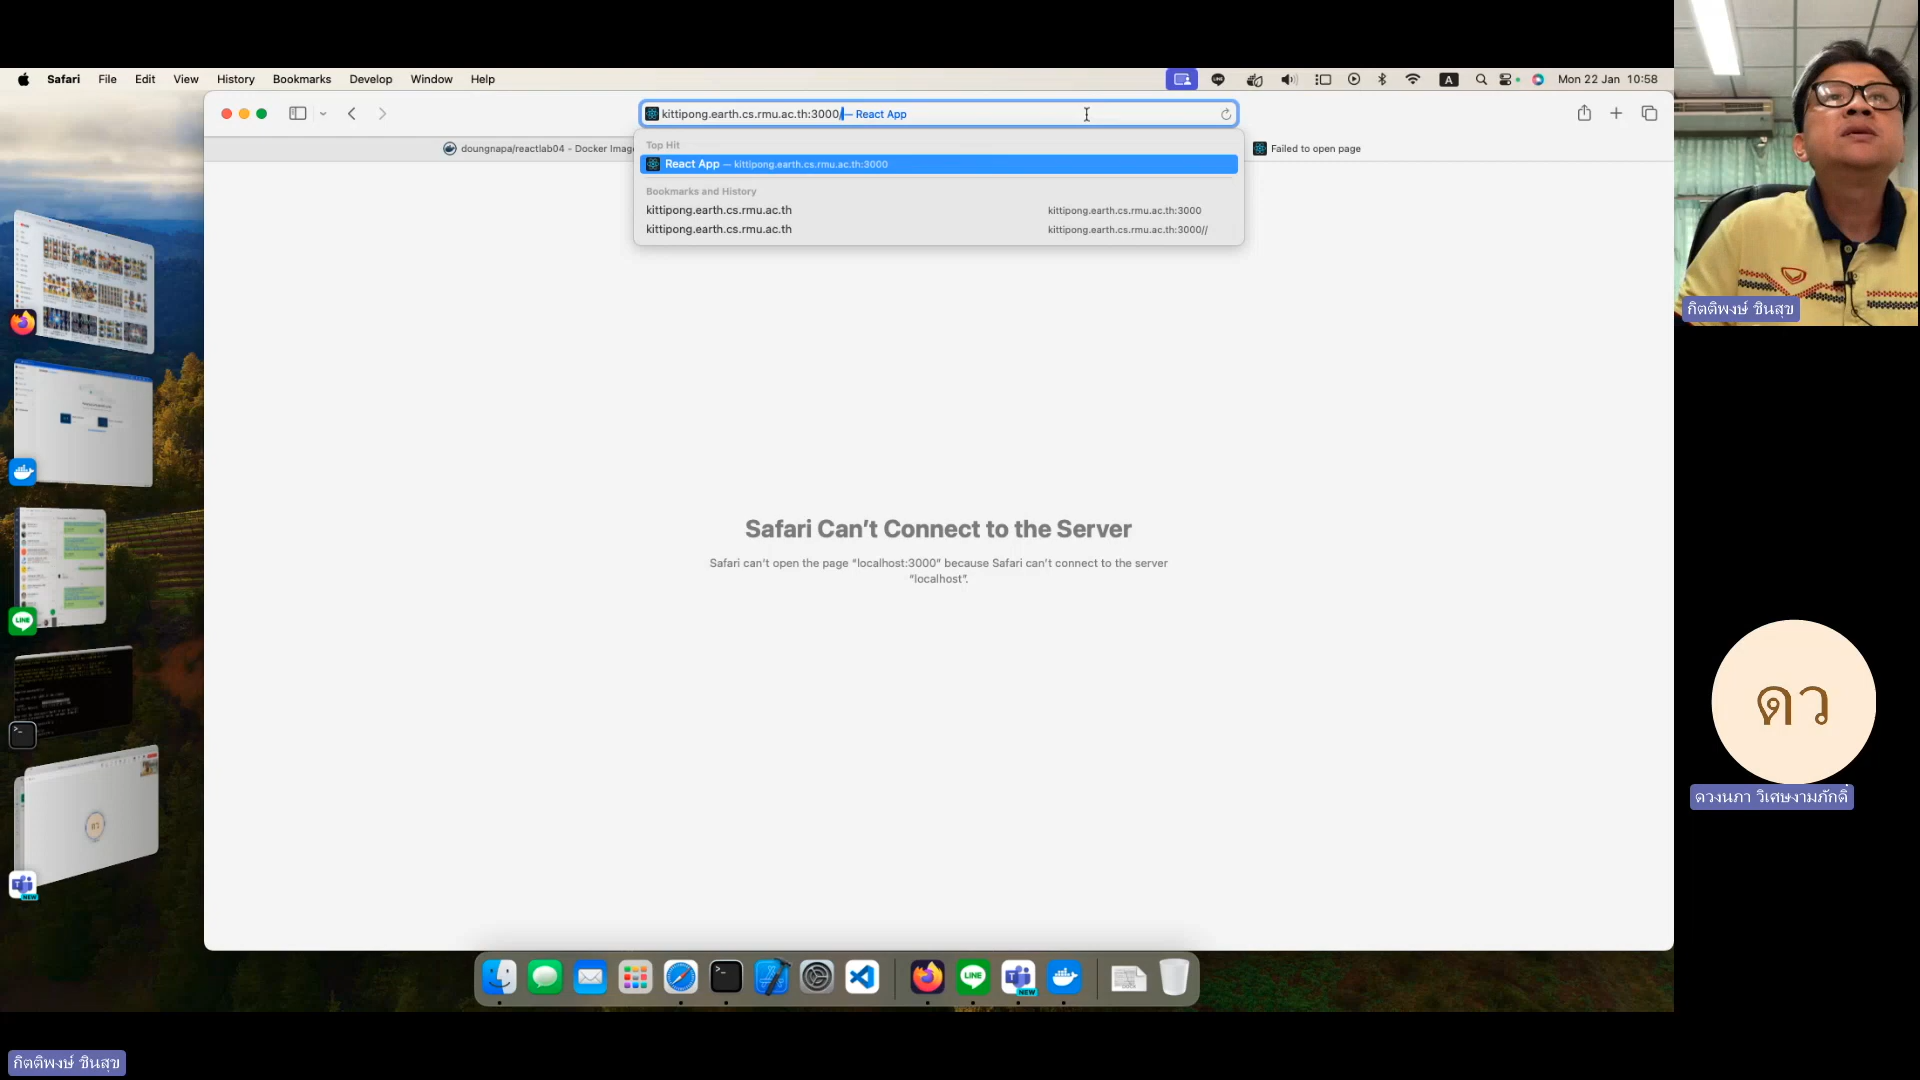 Safari File Edit View History Bookmarks Develop Window Help
A Mon 22 Jan 10:58
kittipong.earth.cs.rmu.ac.th:3000/ — React App
doungnapa/reactlab04 - Docker Imag
Failed to open page
Top Hit
React App — kittipong.earth.cs.rmu.ac.th:3000
Bookmarks and History
kittipong.earth.cs.rmu.ac.th kittipong.earth.cs.rmu.ac.th:3000
kittipong.earth.cs.rmu.ac.th kittipong.earth.cs.rmu.ac.th:3000//
Safari Can’t Connect to the Server
Safari can’t open the page “localhost:3000” because Safari can’t connect to the server
“localhost”.
กิตติพงษ์ ชินสุข
ดว
ดวงนภา วิเศษงามภักดิ์
LINE
NEW
ดว
LINE
NEW
กิตติพงษ์ ชินสุข